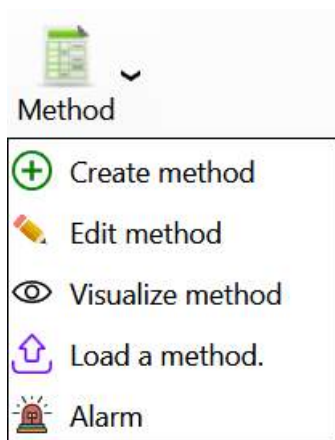 Method
Create method
Edit method
Visualize method
Load a method.
Alarm